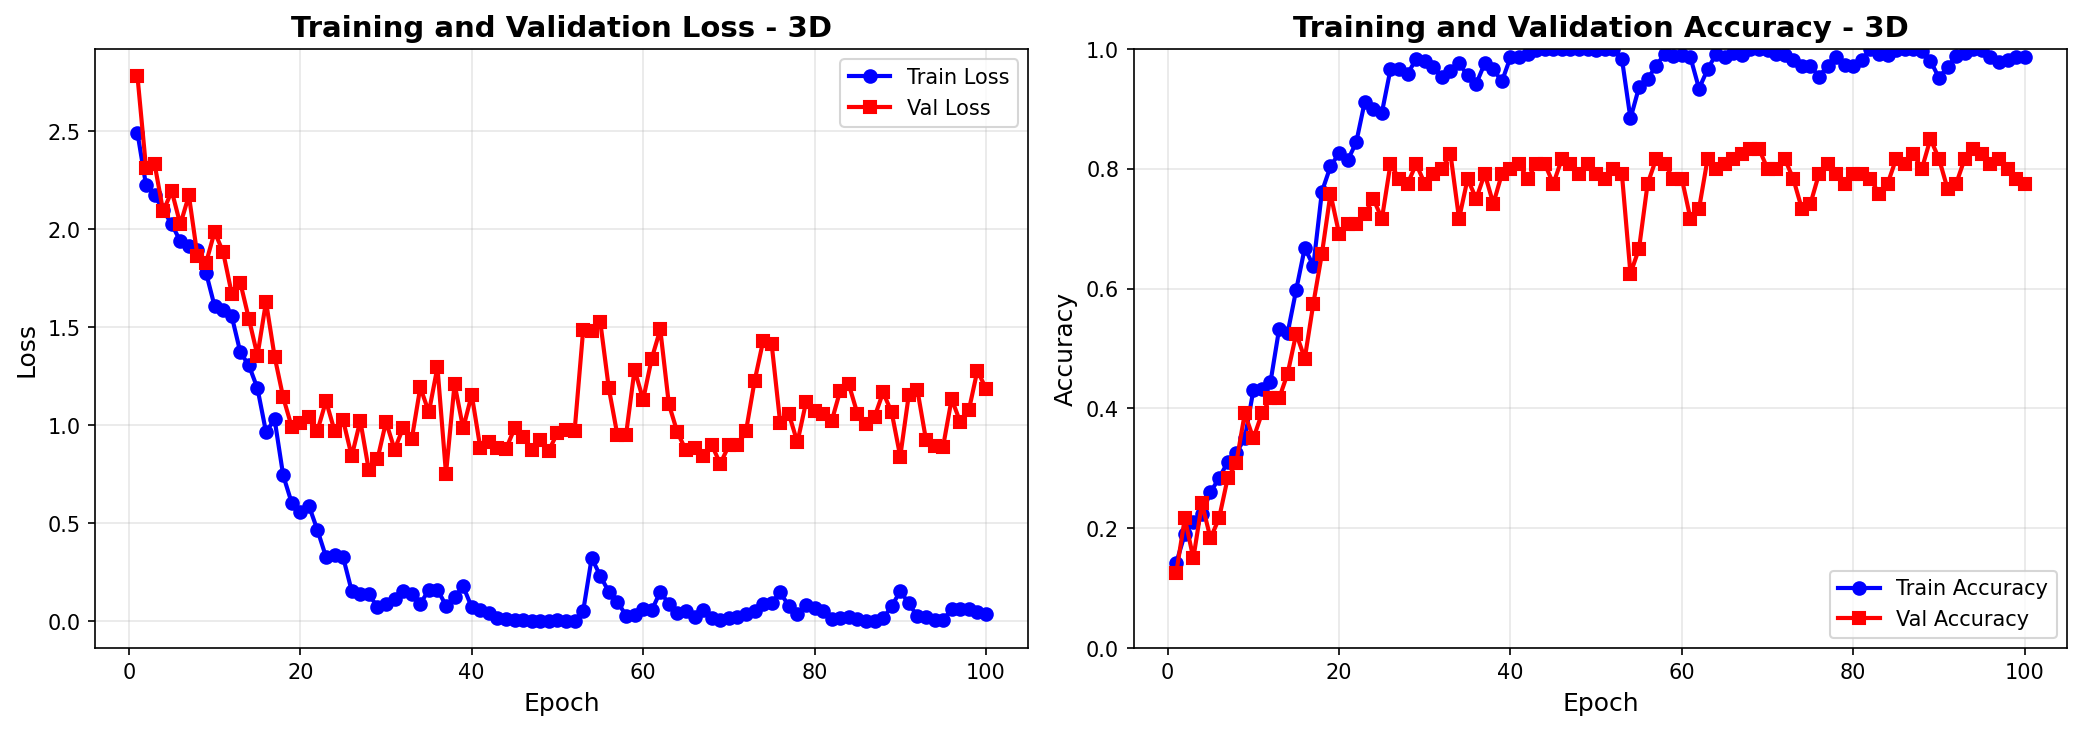 Training and Validation Loss - 3D
Train Loss
Val Loss
2.5
2.0
1.5
1.0
0.5
0.0
Loss
0 20 40 60 80 100
Epoch
Training and Validation Accuracy - 3D
1.0
0.8
0.6
0.4
0.2
0.0
Accuracy
Train Accuracy
Val Accuracy
0 20 40 60 80 100
Epoch